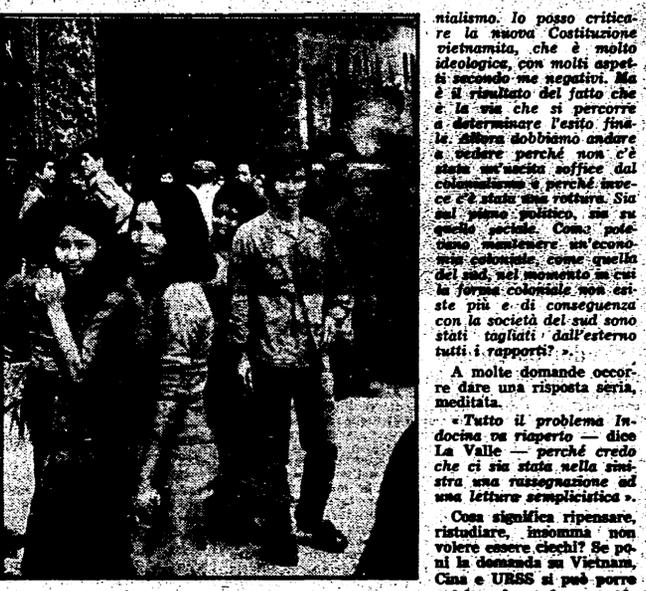 nialismo. Io posso critica-
re la nuova Costituzione
vietnamita, che è molto
ideologica, con molti aspet-
ti secondo me negativi. Ma
è il risultato del fatto che
è la via che si percorre
a determinare l'esito fina-
le. Allora dobbiamo andare
a vedere perché non c'è
stata un'uscita soffice dal
colonialismo e perché inve-
ce c'è stata una rottura. Sia
sul piano politico, sia su
quello sociale. Come pote-
vano mantenere un'econo-
mia coloniale, come quella
del sud, nel momento in cui
la forma coloniale non esi-
ste più e di conseguenza
con la società del sud sono
stati tagliati dall'esterno
tutti i rapporti? ».
A molte domande occor-
re dare una risposta seria,
meditata.
« Tutto il problema In-
docina va riaperto — dice
La Valle — perché credo
che ci sia stata nella sini-
stra una rassegnazione ad
una lettura semplicistica ».
Cosa significa ripensare,
ristudiare, insomma non
volere essere ciechi? Se po-
ni la domanda su Vietnam,
Cina e URSS si può porre